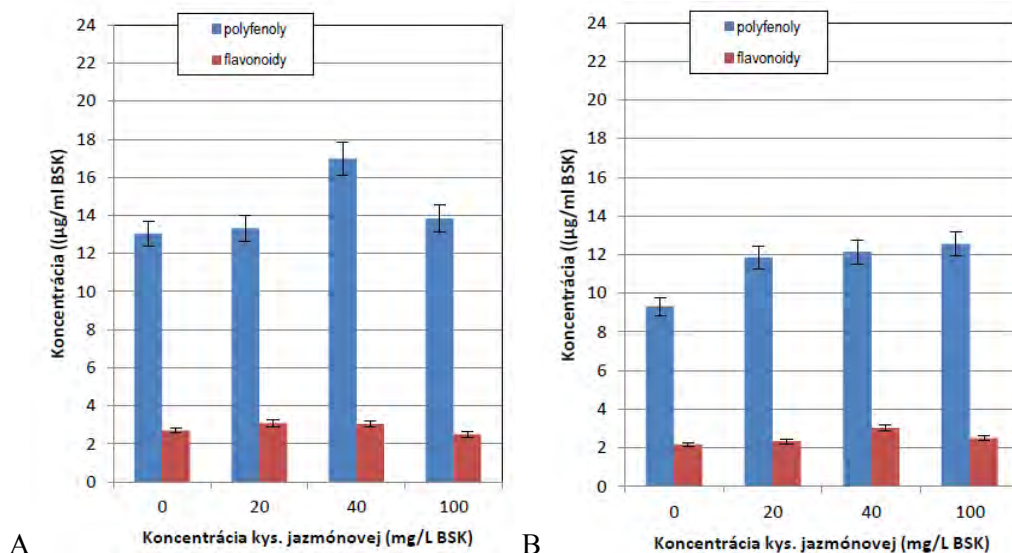 polyfenoly
flavonoidy
24
22
20
18
16
14
12
10
8
6
4
2
0
Koncentrácia ((µg/ml BSK)
0 20 40 100
Koncentrácia kys. jazmónovej (mg/L BSK)
A
polyfenoly
flavonoidy
24
22
20
18
16
14
12
10
8
6
4
2
0
Koncentrácia ((µg/ml BSK)
0 20 40 100
Koncentrácia kys. jazmónovej (mg/L BSK)
B